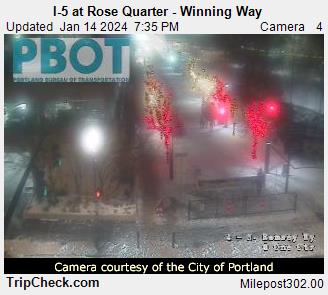 I-5 at Rose Quarter - Winning Way
Updated Jan 14 2024 7:35 PM Camera 4
PBOT
PORTLAND BUREAU OF TRANSPORTATION
Camera courtesy of the City of Portland
TripCheck.com Milepost302.00